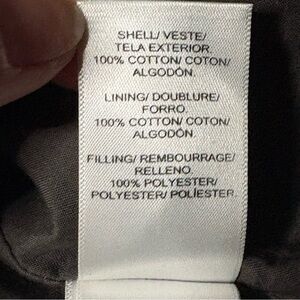 SHELL/ VESTE/
TELA EXTERIOR.
100% COTTON/ COTON/
ALGODÓN.
LINING/ DOUBLURE/
FORRO.
100% COTTON/ COTON/
ALGODÓN.
FILLING/ REMBOURRAGE/
RELLENO.
100% POLYESTER/
POLYESTER/ POLIESTER.